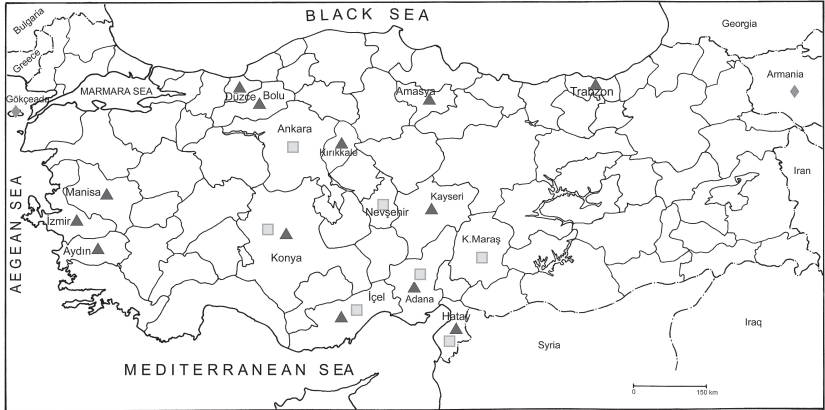 BLACK SEA
Bulgaria
Georgia
Greece
MARMARA SEA
Armania
Gökçeada
Düzce
Bolu
Amasya
Trabzon
Ankara
Kırıkkale
Iran
AEGEAN SEA
Manisa
İzmir
Aydın
Nevşehir
Kayseri
K.Maraş
Konya
İçel
Adana
Hatay
Syria
Iraq
MEDITERRANEAN SEA
0 150 km